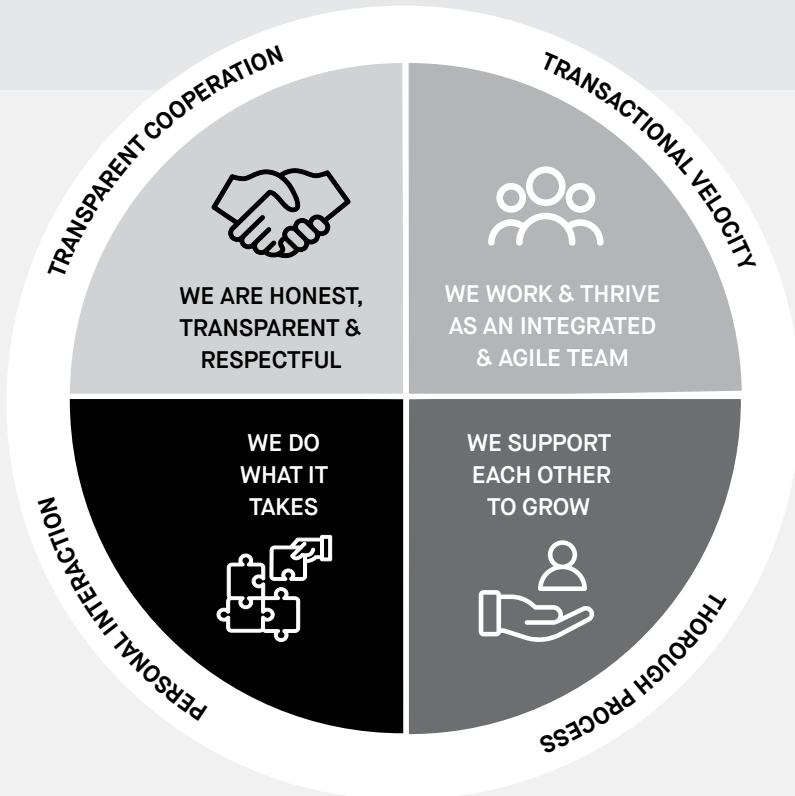 TRANSPARENT COOPERATION
TRANSACTIONAL VELOCITY
WE ARE HONEST,
TRANSPARENT &
RESPECTFUL
WE WORK & THRIVE
AS AN INTEGRATED
& AGILE TEAM
WE DO
WHAT IT
TAKES
WE SUPPORT
EACH OTHER
TO GROW
PERSONAL INTERACTION
THOROUGH PROCESS